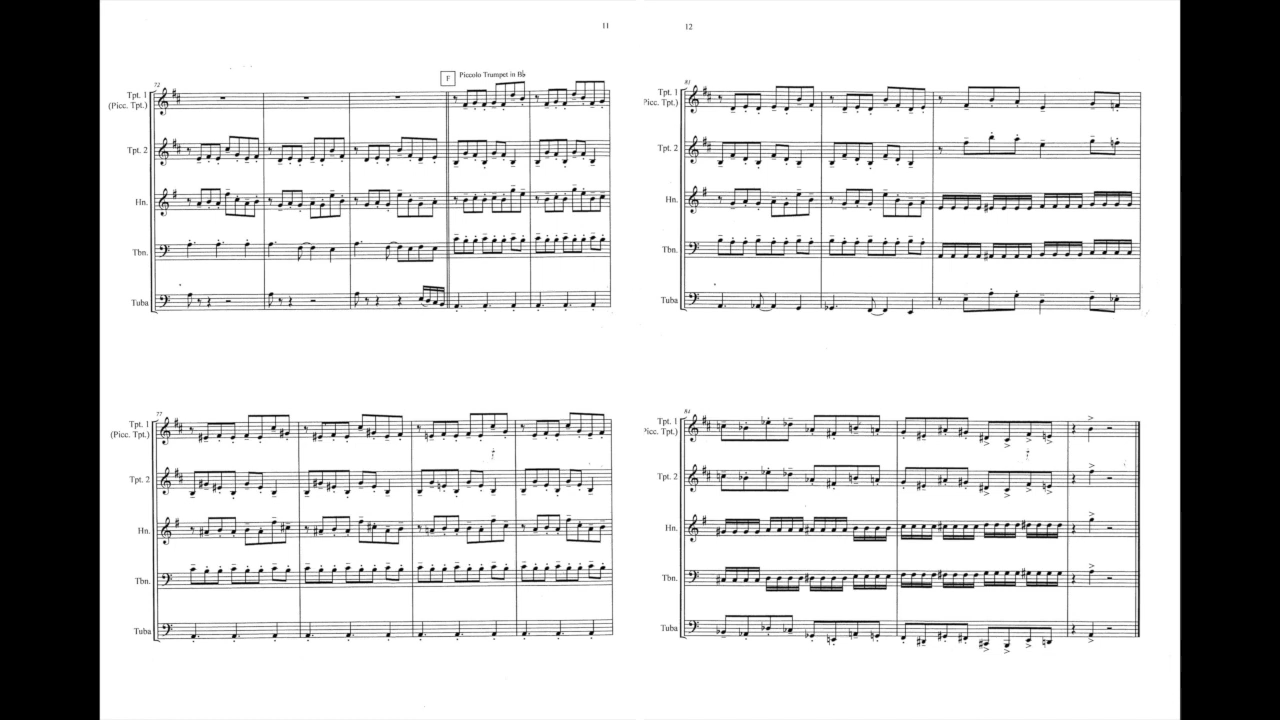 11
72
F Piccolo Trumpet in B♭
Tpt. 1
(Picc. Tpt.)
Tpt. 2
Hn.
Tbn.
Tuba
77
Tpt. 1
(Picc. Tpt.)
Tpt. 2
Hn.
Tbn.
Tuba
12
81
Tpt. 1
Picc. Tpt.)
Tpt. 2
Hn.
Tbn.
Tuba
84
Tpt. 1
Picc. Tpt.)
Tpt. 2
Hn.
Tbn.
Tuba